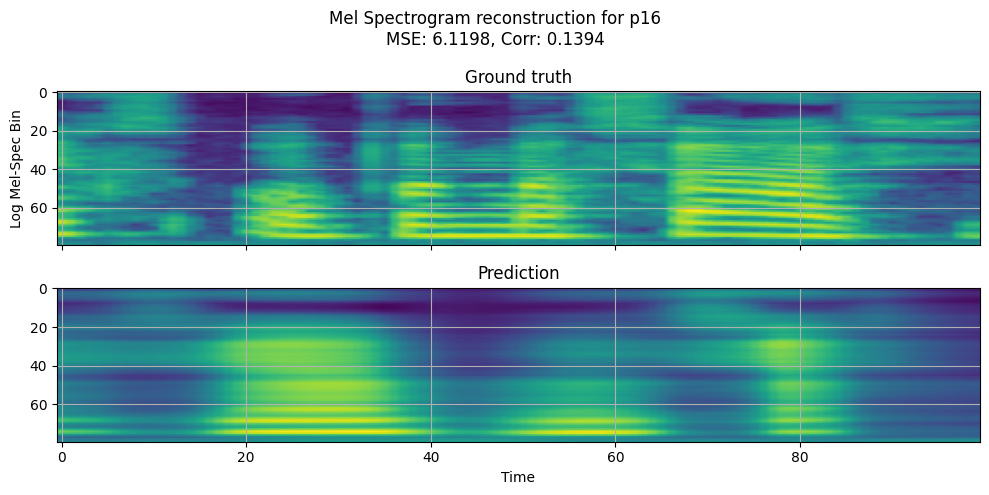 Mel Spectrogram reconstruction for p16
MSE: 6.1198, Corr: 0.1394
Ground truth
0
20
40
60
Log Mel-Spec Bin
Prediction
0
20
40
60
0 20 40 60 80
Time